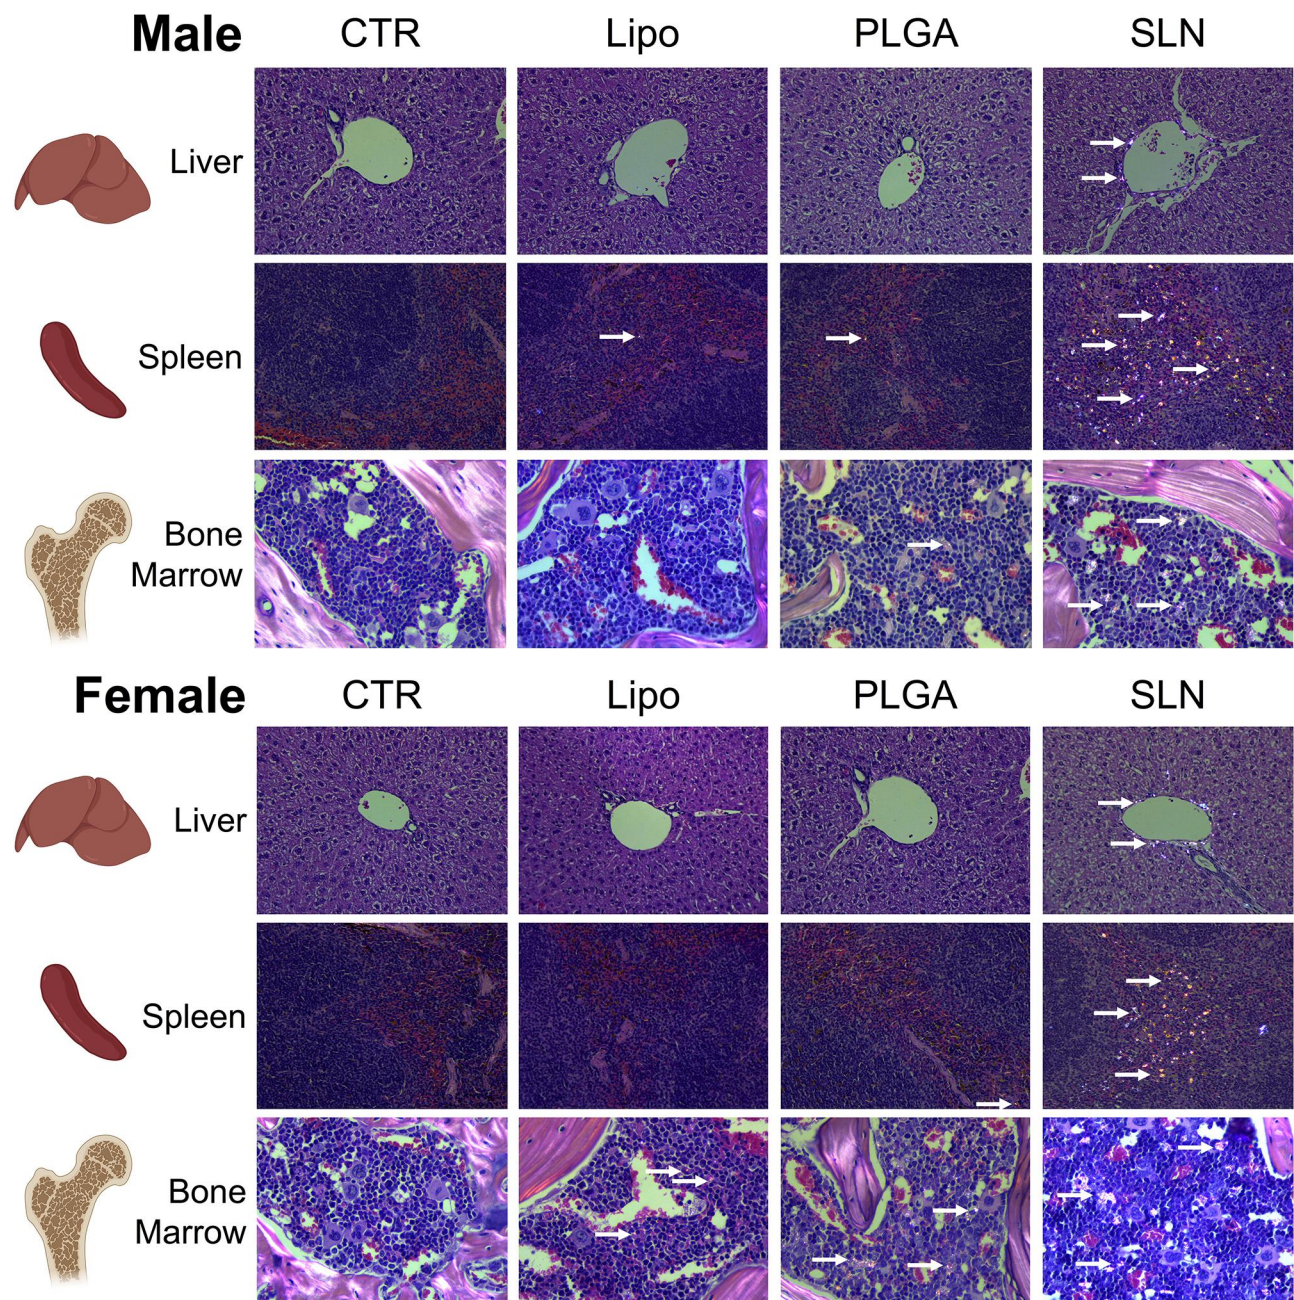 Male CTR Lipo PLGA SLN
Liver
Spleen
Bone
Marrow
Female CTR Lipo PLGA SLN
Liver
Spleen
Bone
Marrow